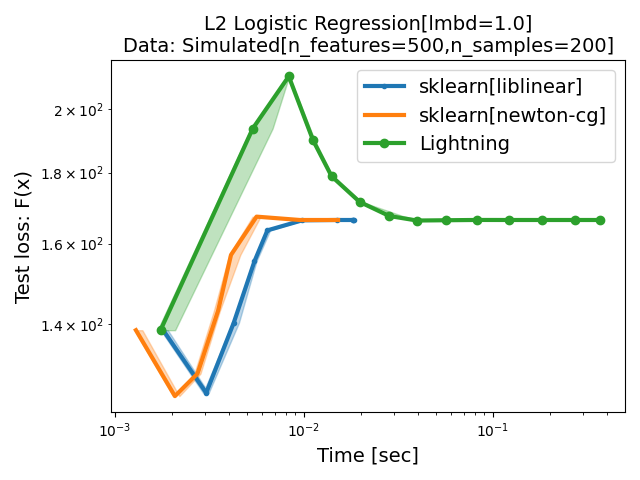 L2 Logistic Regression[lmbd=1.0]
Data: Simulated[n_features=500,n_samples=200]
sklearn[liblinear]
sklearn[newton-cg]
Lightning
Test loss: F(x)
2 × 10²
1.8 × 10²
1.6 × 10²
1.4 × 10²
10⁻³
10⁻²
10⁻¹
Time [sec]